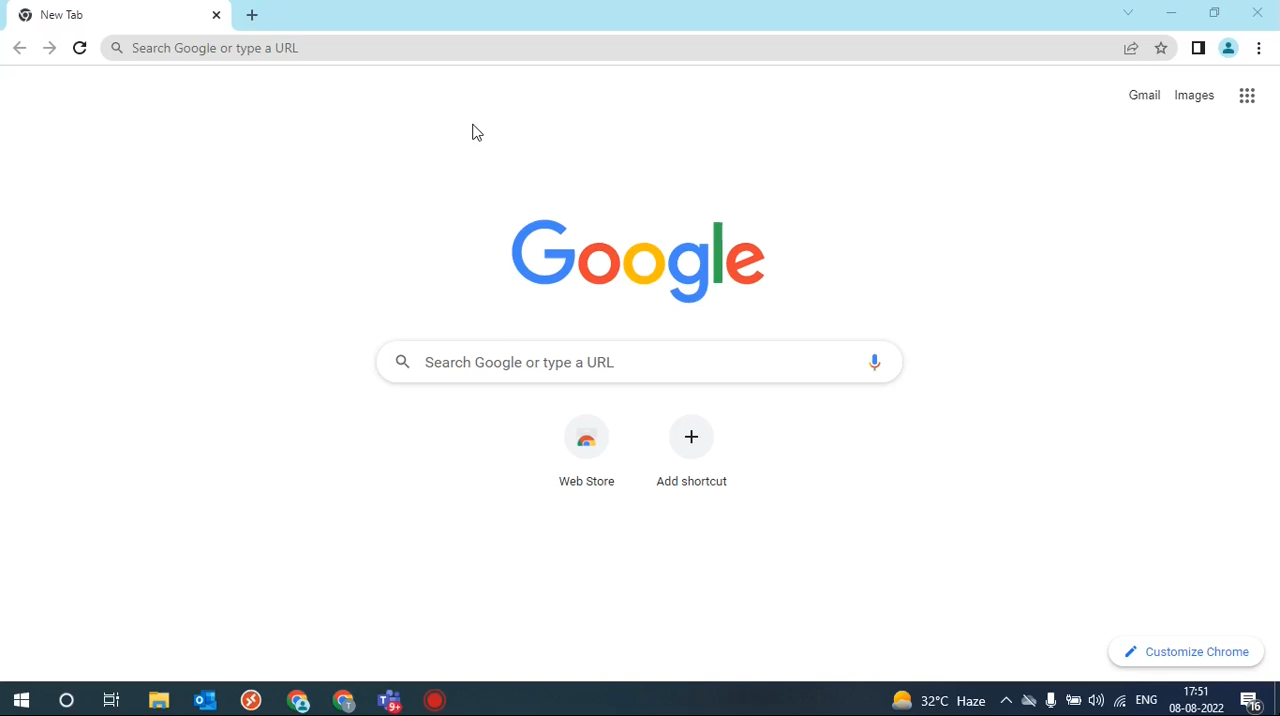 New Tab
Search Google or type a URL
Gmail Images
Google
Search Google or type a URL
Web Store Add shortcut
Customize Chrome
T
9+
32°C Haze
ENG
17:51
08-08-2022
16